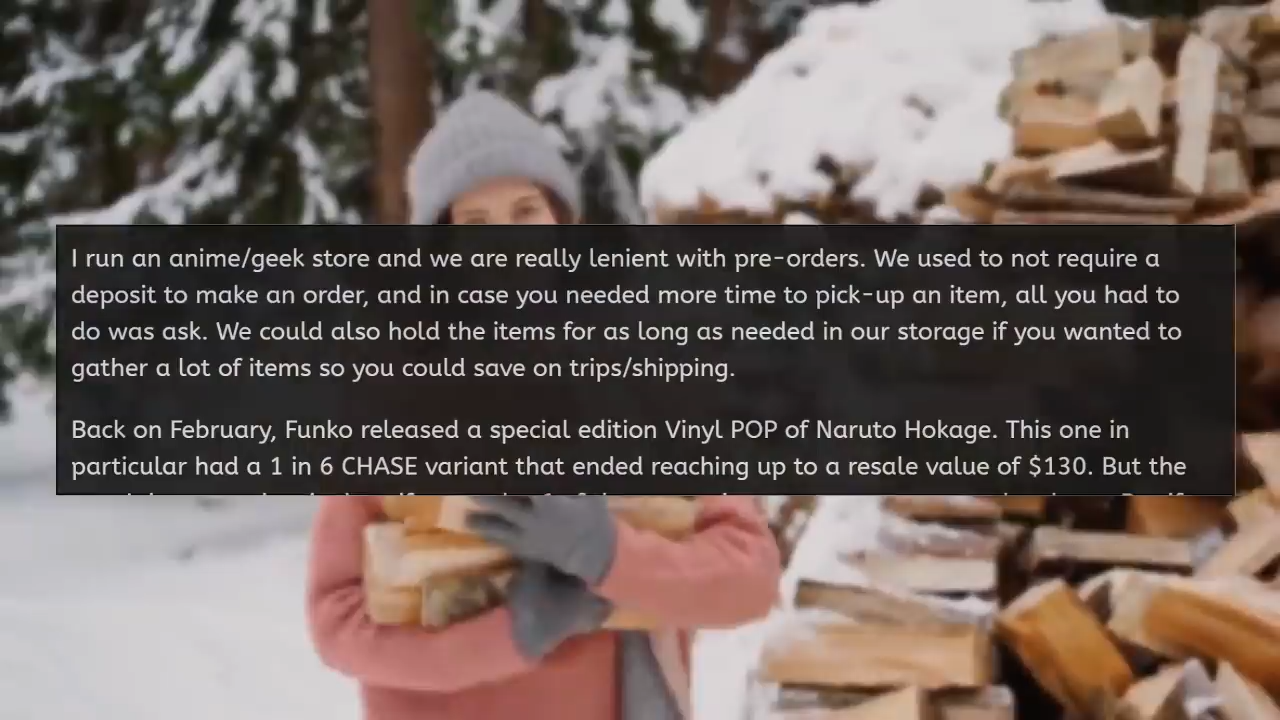 I run an anime/geek store and we are really lenient with pre-orders. We used to not require a
deposit to make an order, and in case you needed more time to pick-up an item, all you had to
do was ask. We could also hold the items for as long as needed in our storage if you wanted to
gather a lot of items so you could save on trips/shipping.
Back on February, Funko released a special edition Vinyl POP of Naruto Hokage. This one in
particular had a 1 in 6 CHASE variant that ended reaching up to a resale value of $130. But the